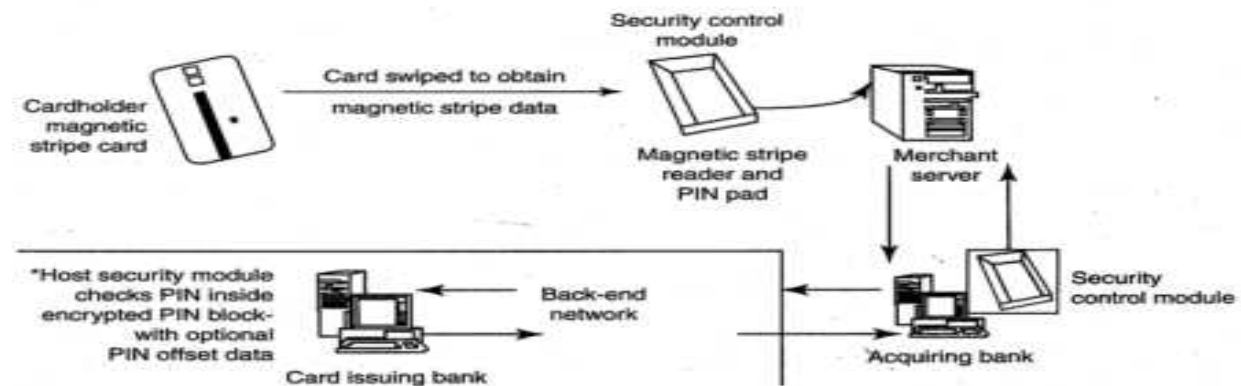 Security control
module
Card swiped to obtain
magnetic stripe data
Cardholder
magnetic
stripe card
Magnetic stripe
reader and
PIN pad
Merchant
server
"Host security module
checks PIN inside
encrypted PIN block-
with optional
PIN offset data
Back-end
network
Security
control module
Acquiring bank
Card issuing bank